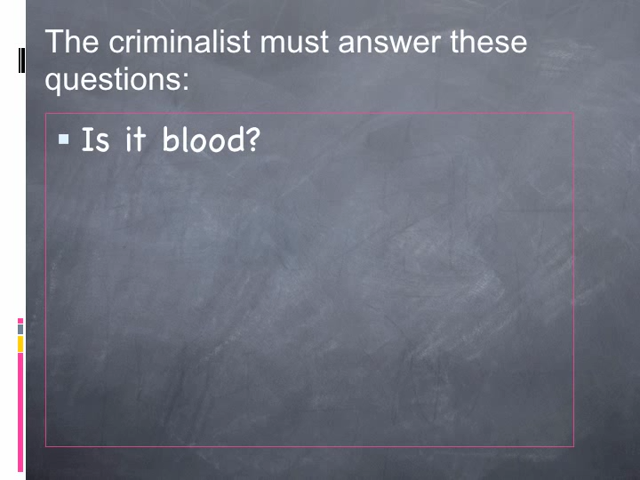 The criminalist must answer these
questions:
▪ Is it blood?